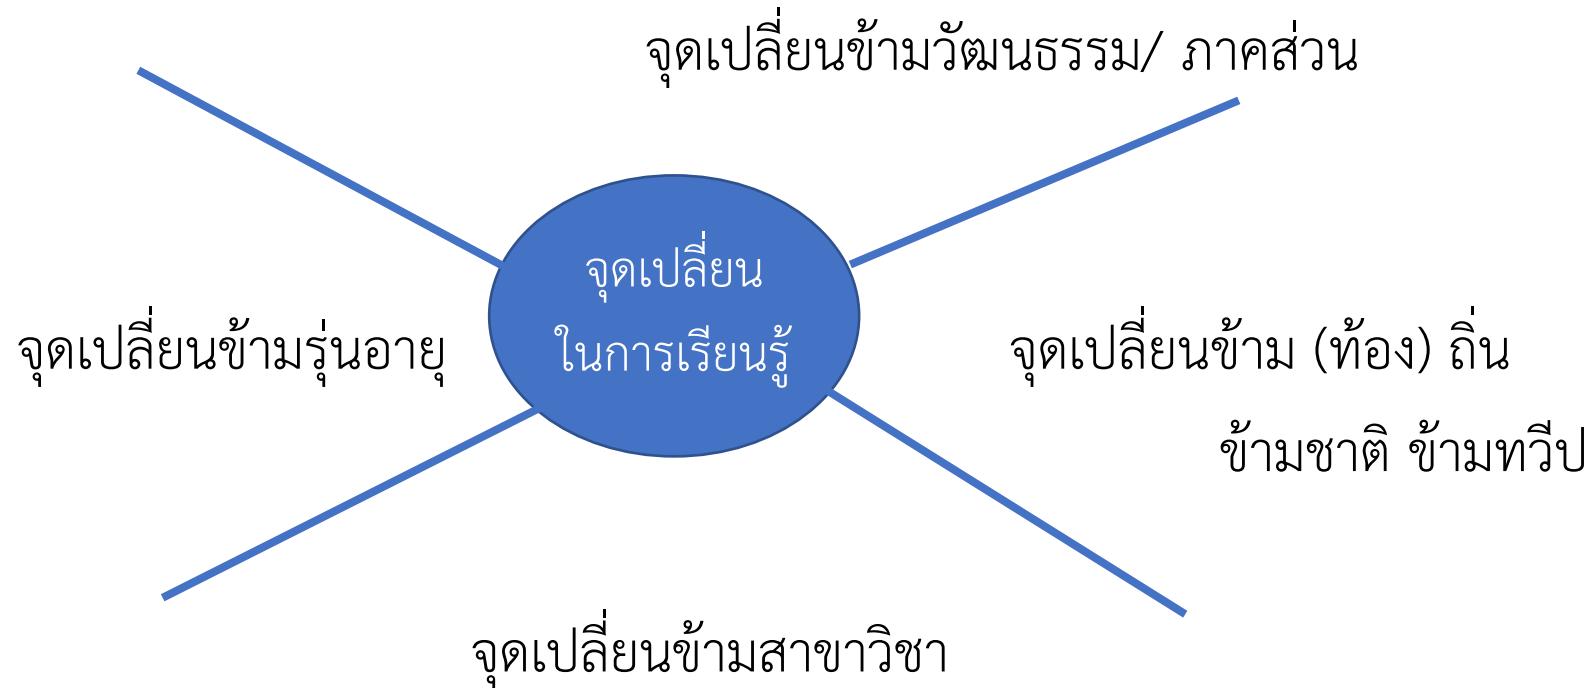 จุดเปลี่ยนข้ามวัฒนธรรม/ ภาคส่วน
จุดเปลี่ยน
ในการเรียนรู้
จุดเปลี่ยนข้ามรุ่นอายุ
จุดเปลี่ยนข้าม (ท้อง) ถิ่น
ข้ามชาติ ข้ามทวีป
จุดเปลี่ยนข้ามสาขาวิชา